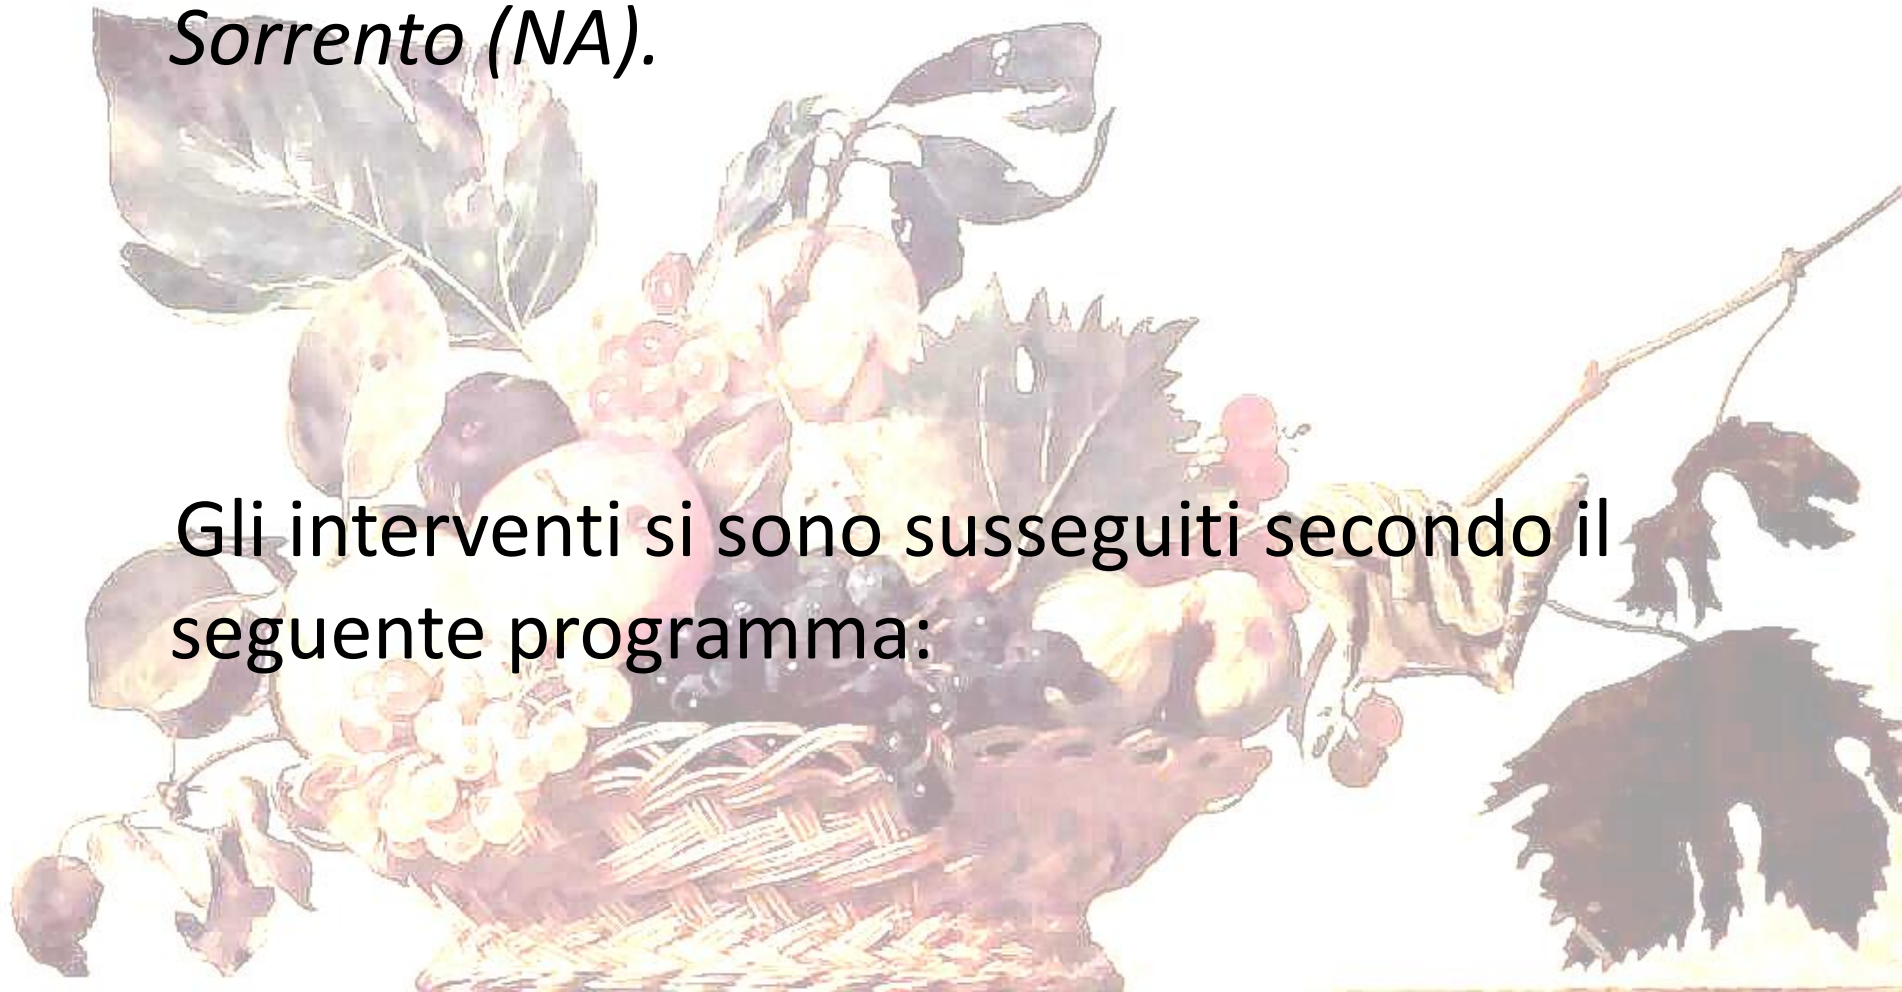 Sorrento (NA).
Gli interventi si sono susseguiti secondo il
seguente programma: